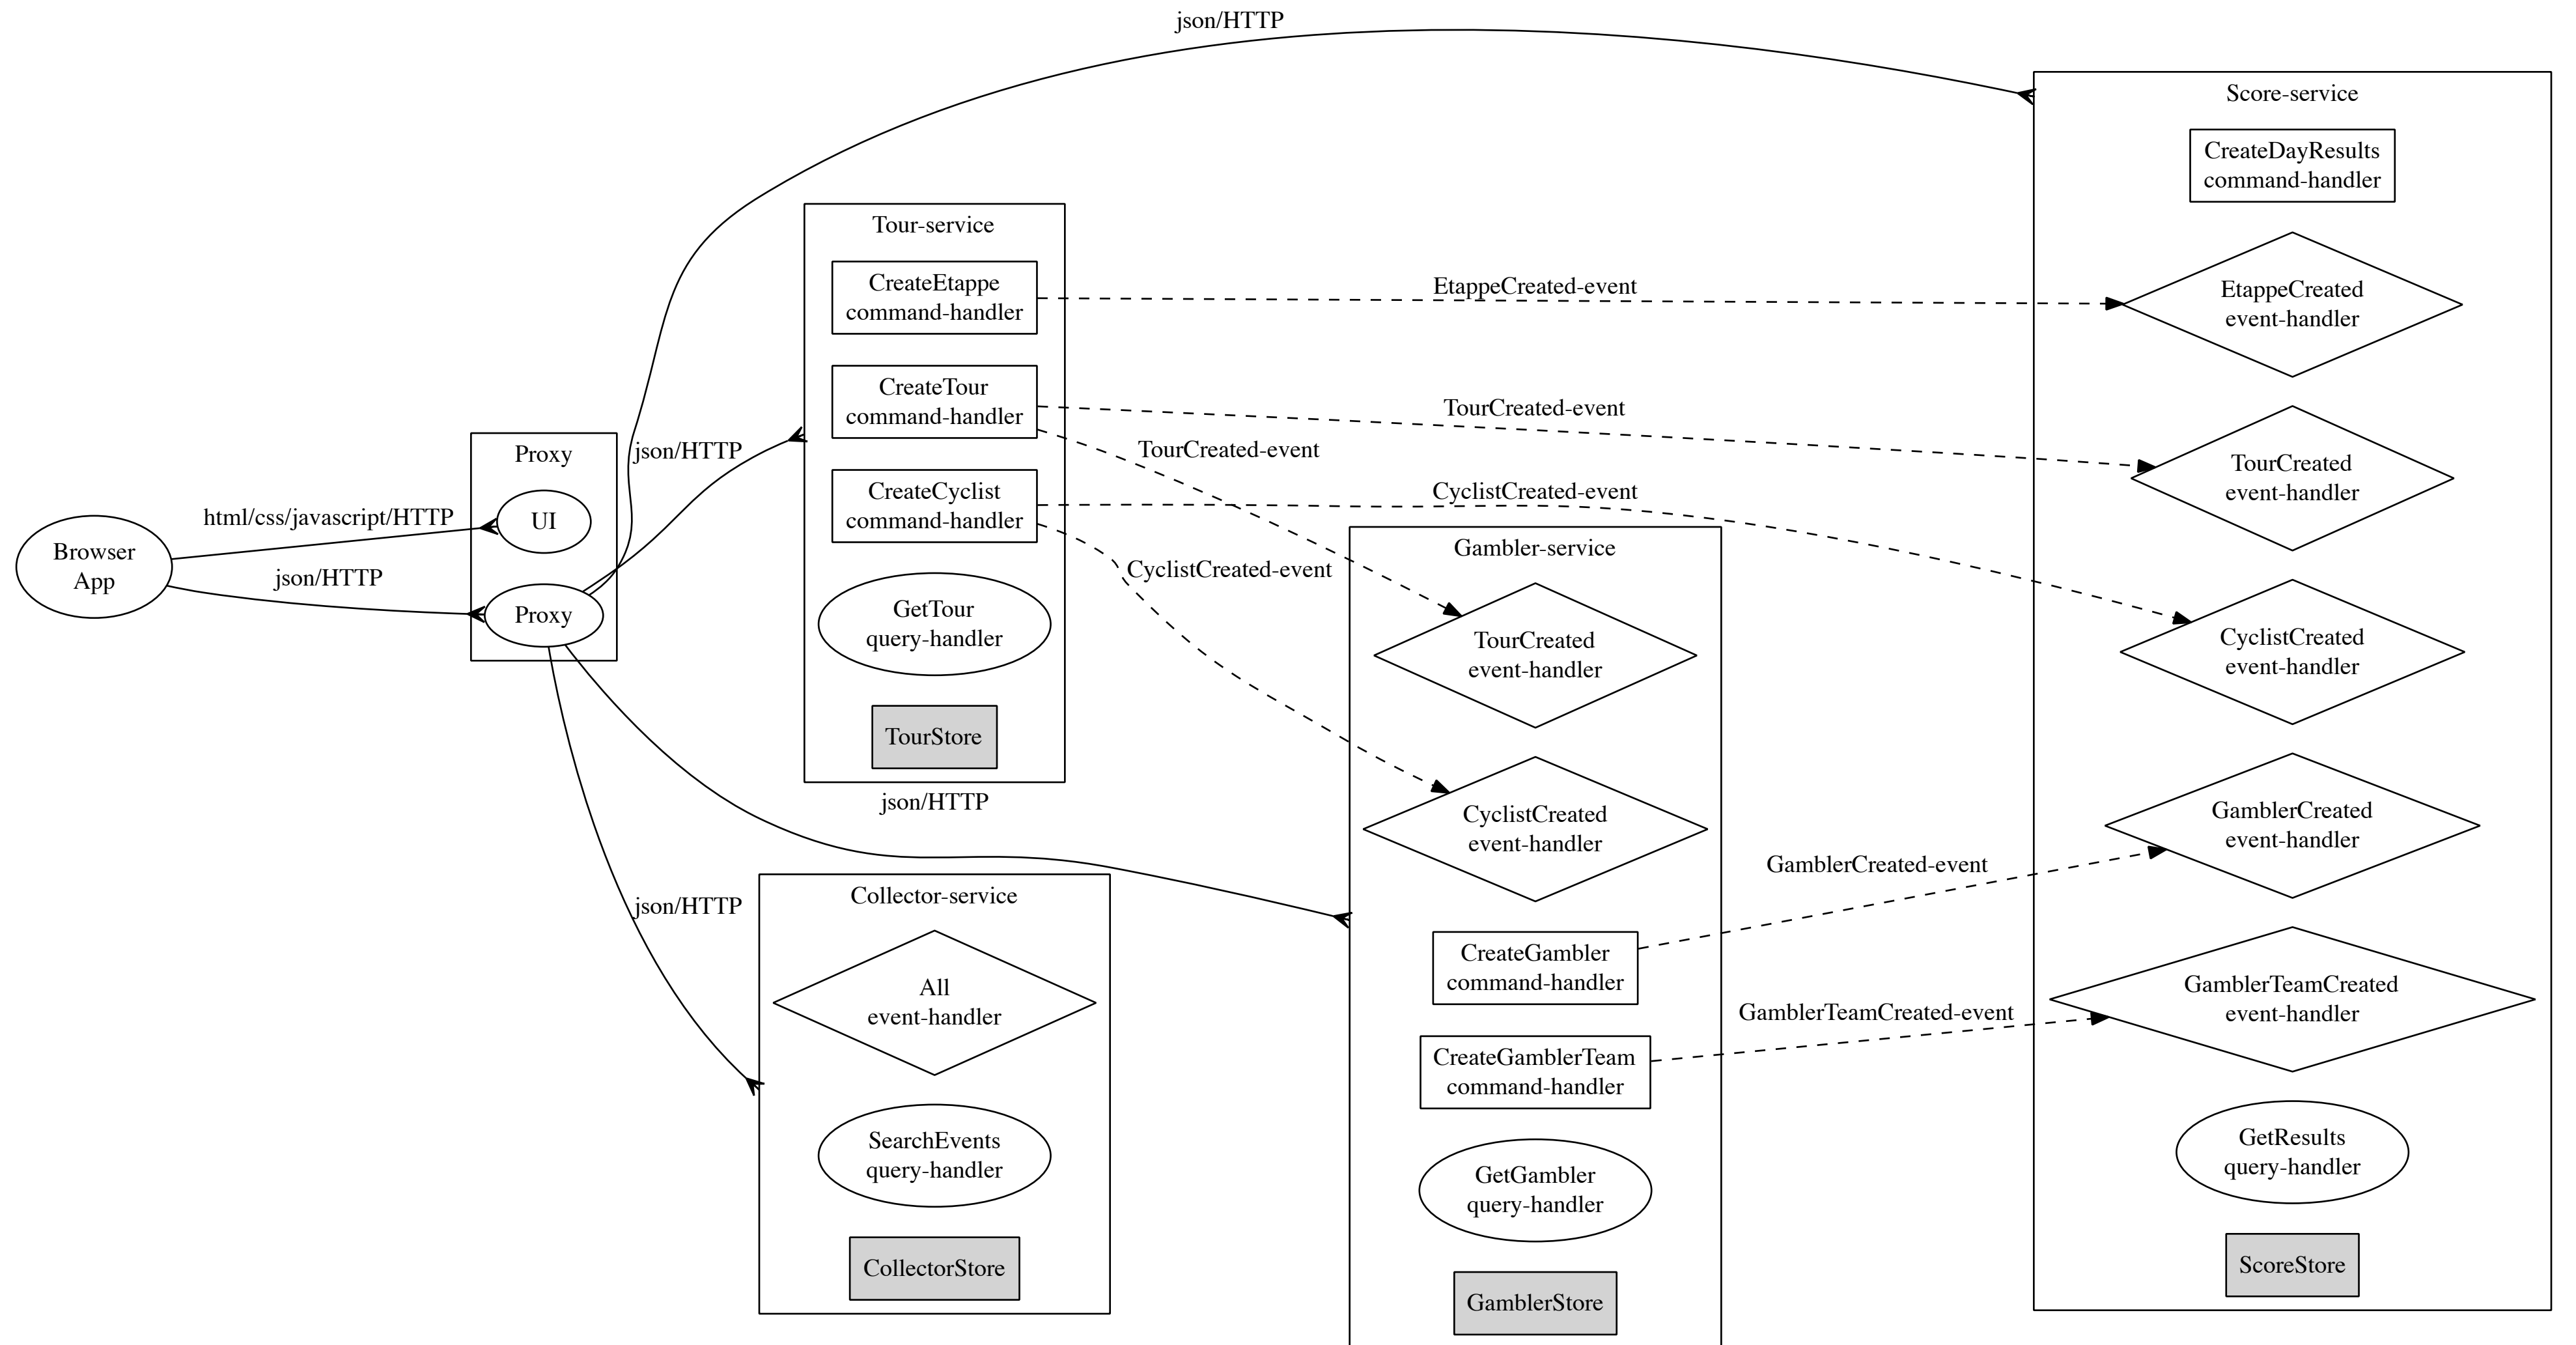 json/HTTP
Score-service
CreateDayResults
command-handler
EtappeCreated
event-handler
TourCreated
event-handler
CyclistCreated
event-handler
GamblerCreated
event-handler
GamblerTeamCreated
event-handler
GetResults
query-handler
ScoreStore
Tour-service
CreateEtappe
command-handler
CreateTour
command-handler
CreateCyclist
command-handler
GetTour
query-handler
TourStore
EtappeCreated-event
TourCreated-event
TourCreated-event
CyclistCreated-event
CyclistCreated-event
Proxy
UI
Proxy
json/HTTP
html/css/javascript/HTTP
Browser
App
json/HTTP
json/HTTP
json/HTTP
Gambler-service
TourCreated
event-handler
CyclistCreated
event-handler
CreateGambler
command-handler
CreateGamblerTeam
command-handler
GetGambler
query-handler
GamblerStore
GamblerCreated-event
GamblerTeamCreated-event
Collector-service
All
event-handler
SearchEvents
query-handler
CollectorStore